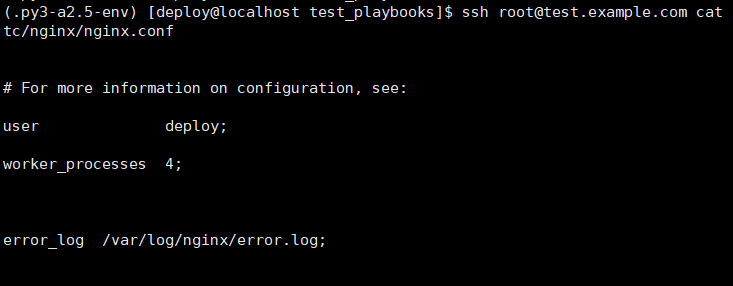 (.py3-a2.5-env) [deploy@localhost test_playbooks]$ ssh root@test.example.com cat
tc/nginx/nginx.conf
# For more information on configuration, see:
user deploy;
worker_processes 4;
error_log /var/log/nginx/error.log;